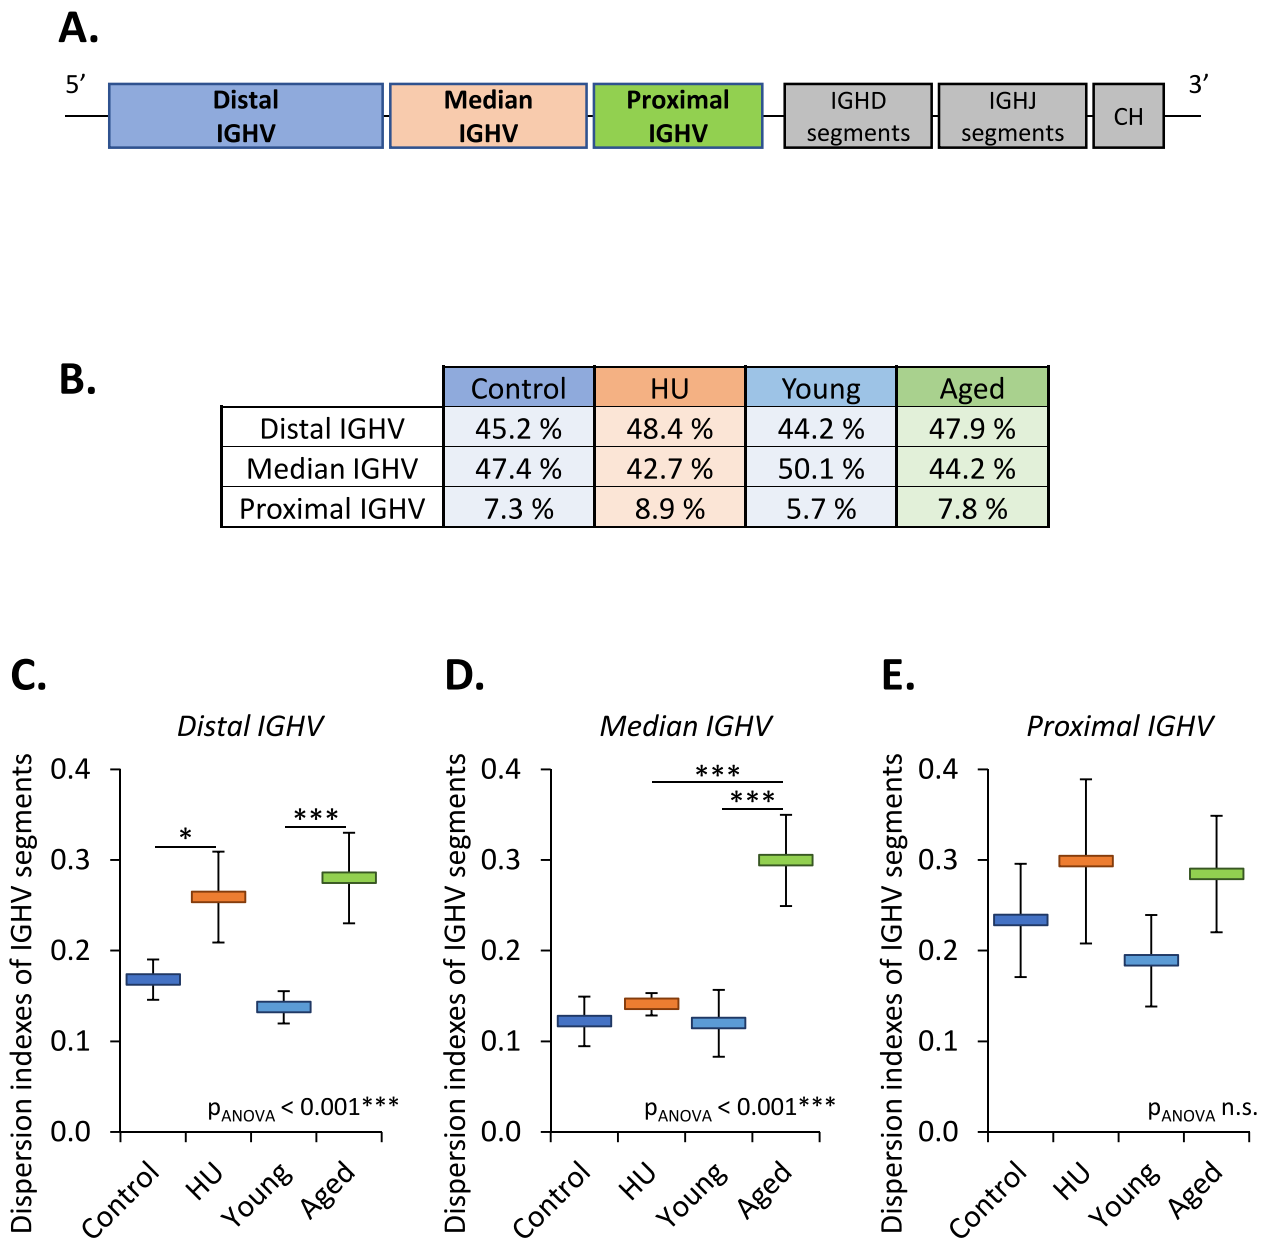 A.
5’
3’
Distal
IGHV
Median
IGHV
Proximal
IGHV
IGHD
segments
IGHJ
segments
CH
B.
Control HU Young Aged
Distal IGHV 45.2 % 48.4 % 44.2 % 47.9 %
Median IGHV 47.4 % 42.7 % 50.1 % 44.2 %
Proximal IGHV 7.3 % 8.9 % 5.7 % 7.8 %
C.
Distal IGHV
Dispersion indexes of IGHV segments
0.4
0.3
0.2
0.1
0.0
*
***
pANOVA < 0.001***
Control
HU
Young
Aged
D.
Median IGHV
Dispersion indexes of IGHV segments
0.4
0.3
0.2
0.1
0.0
***
***
pANOVA < 0.001***
Control
HU
Young
Aged
E.
Proximal IGHV
Dispersion indexes of IGHV segments
0.4
0.3
0.2
0.1
0.0
pANOVA n.s.
Control
HU
Young
Aged